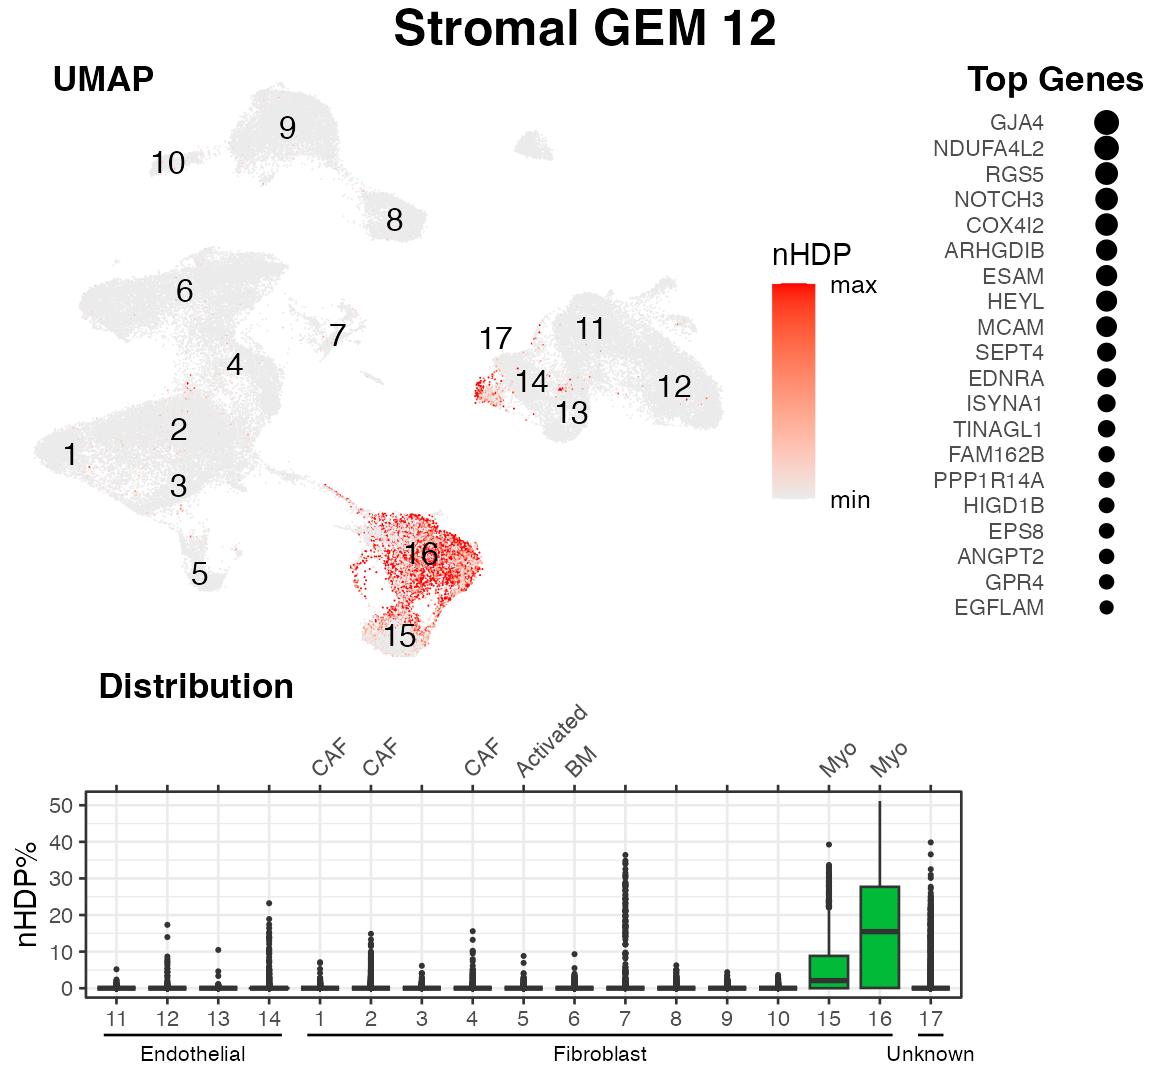 Stromal GEM 12
UMAP
9
10
8
6
7
4
2
1
3
5
16
15
17
11
14
12
13
nHDP
max
min
Top Genes
GJA4
NDUFA4L2
RGS5
NOTCH3
COX4I2
ARHGDIB
ESAM
HEYL
MCAM
SEPT4
EDNRA
ISYNA1
TINAGL1
FAM162B
PPP1R14A
HIGD1B
EPS8
ANGPT2
GPR4
EGFLAM
Distribution
CAF CAF CAF Activated BM Myo Myo
nHDP%
50
40
30
20
10
0
11 12 13 14 1 2 3 4 5 6 7 8 9 10 15 16 17
Endothelial Fibroblast Unknown